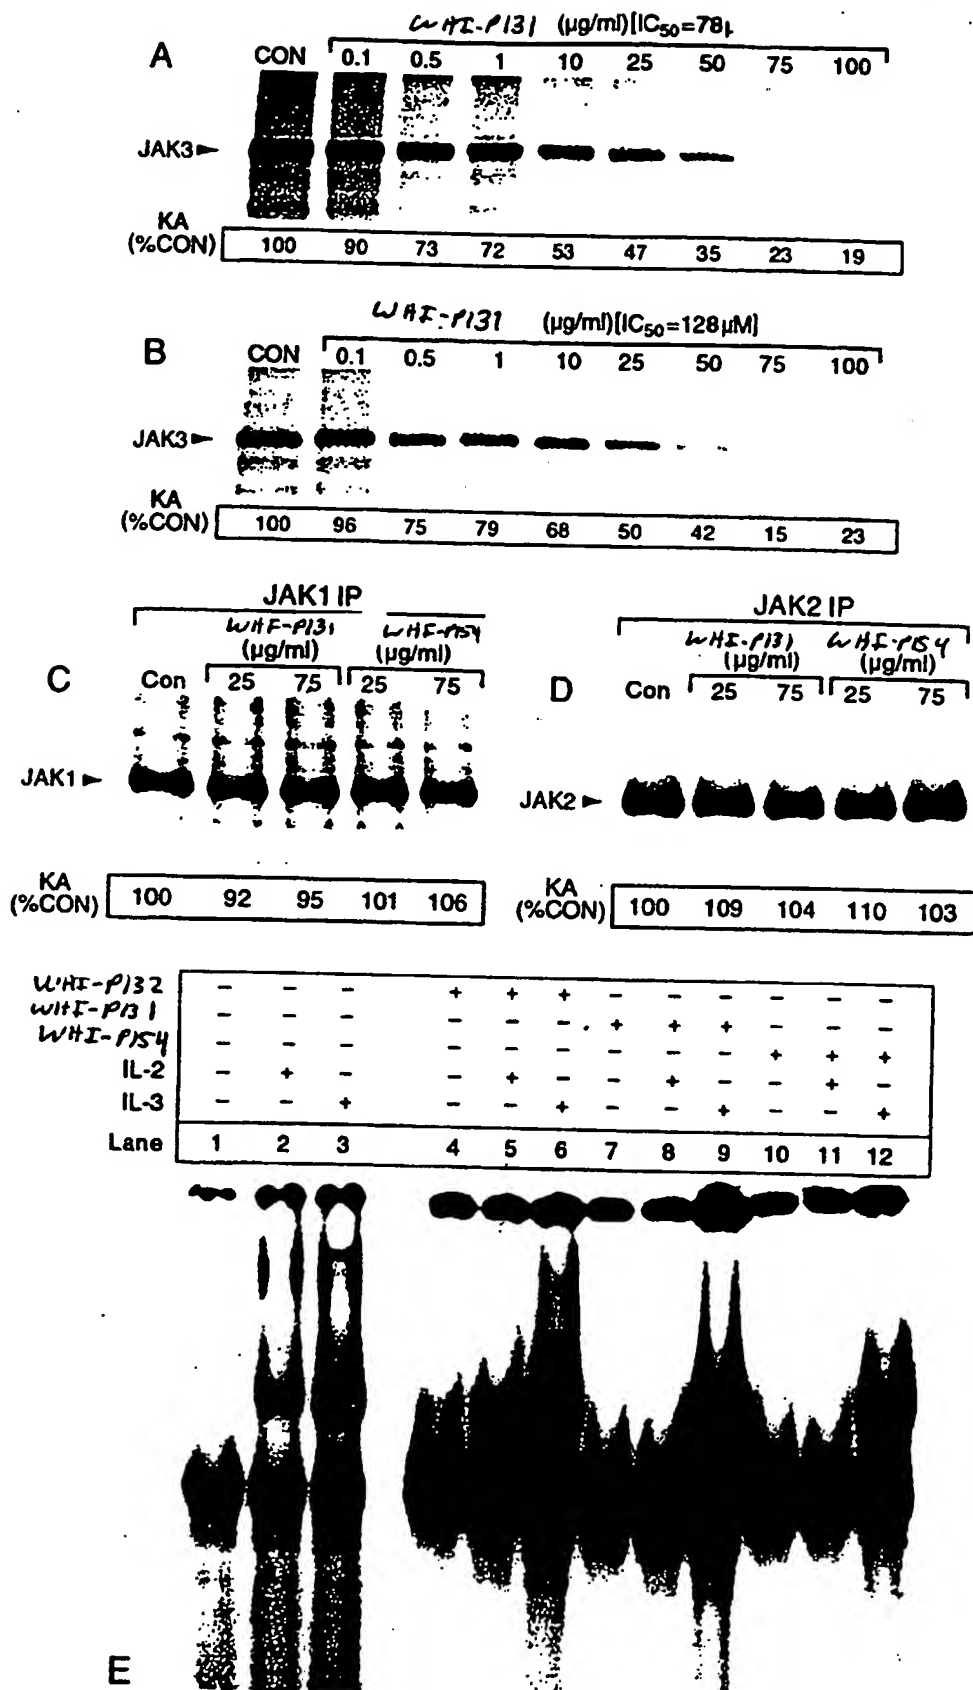 WHI-P131 (µg/ml)[IC50=78µ
A
CON 0.1 0.5 1 10 25 50 75 100
JAK3
KA
(%CON) 100 90 73 72 53 47 35 23 19
WHI-P131 (µg/ml)[IC50=128µM]
B
CON 0.1 0.5 1 10 25 50 75 100
JAK3
KA
(%CON) 100 96 75 79 68 50 42 15 23
JAK1 IP
WHI-P131 WHI-P154
(µg/ml) (µg/ml)
C
Con 25 75 25 75
JAK1
KA
(%CON) 100 92 95 101 106
JAK2 IP
WHI-P131 WHI-P154
(µg/ml) (µg/ml)
D
Con 25 75 25 75
JAK2
KA
(%CON) 100 109 104 110 103
WHI-P132 – – – + + + – – – – – –
WHI-P131 – – – – – – + + + – – –
WHI-P154 – – – – – – – – – + + +
IL-2 – + – – + – – + – – + –
IL-3 – – + – – + – – + – – +
Lane 1 2 3 4 5 6 7 8 9 10 11 12
E